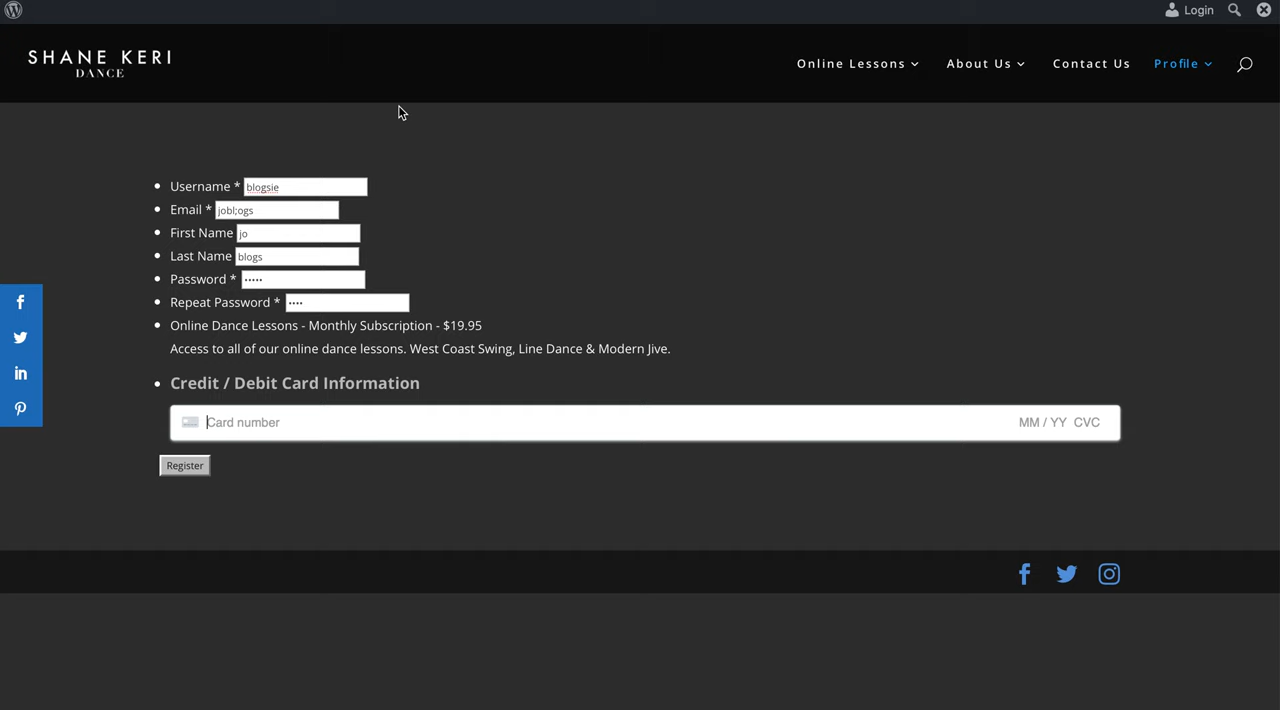 Login
SHANE KERI
DANCE
Online Lessons About Us Contact Us Profile
Username * blogsie
Email * jobl;ogs
First Name jo
Last Name blogs
Password * •••••
Repeat Password * ••••
Online Dance Lessons - Monthly Subscription - $19.95
Access to all of our online dance lessons. West Coast Swing, Line Dance & Modern Jive.
Credit / Debit Card Information
Card number MM / YY CVC
Register